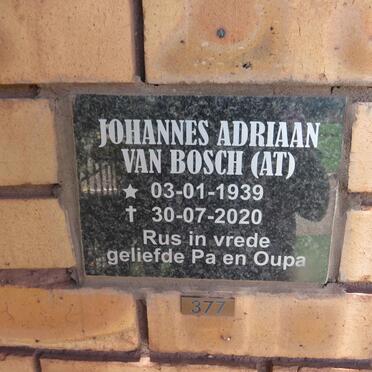 JOHANNES ADRIAAN
VAN BOSCH (AT)
★ 03-01-1939
✝ 30-07-2020
Rus in vrede
geliefde Pa en Oupa
377